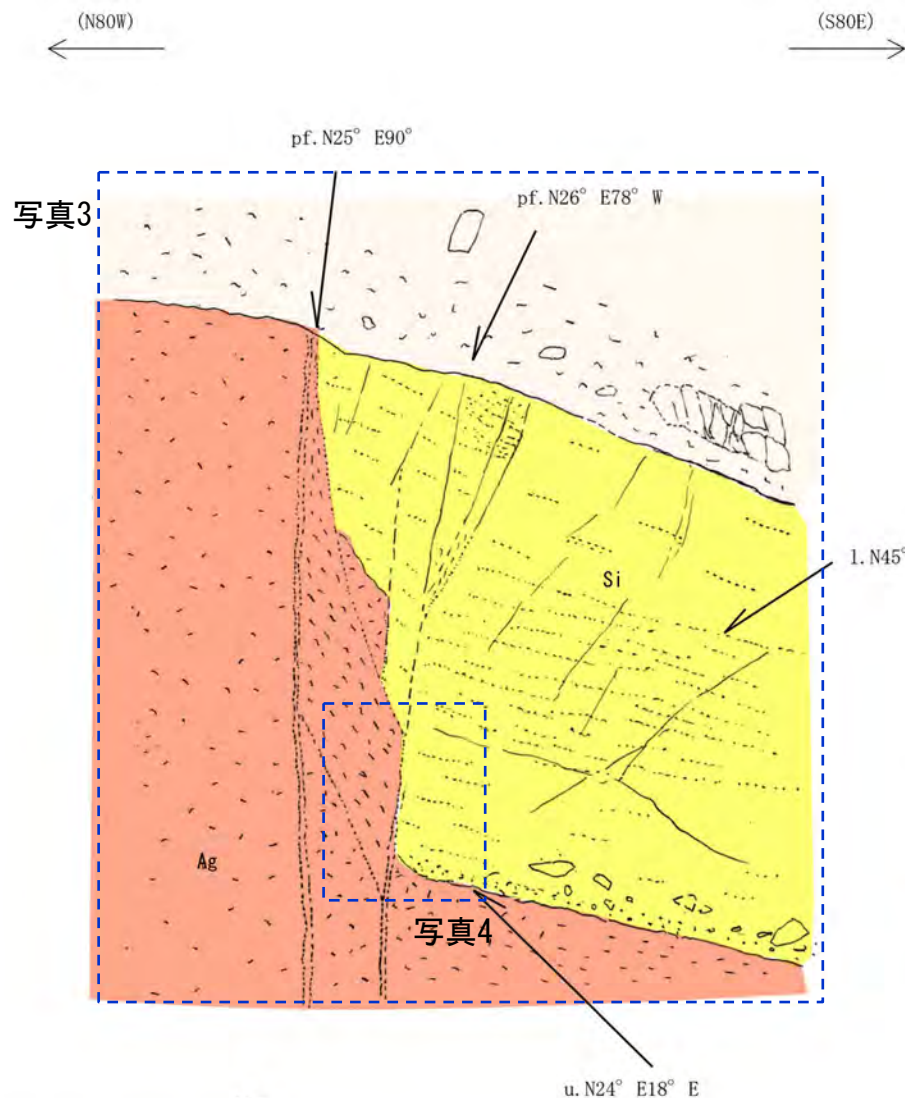 (N80W)
(S80E)
pf.N25° E90°
pf.N26° E78° W
写真3
l.N45°
Si
Ag
写真4
u.N24° E18° E